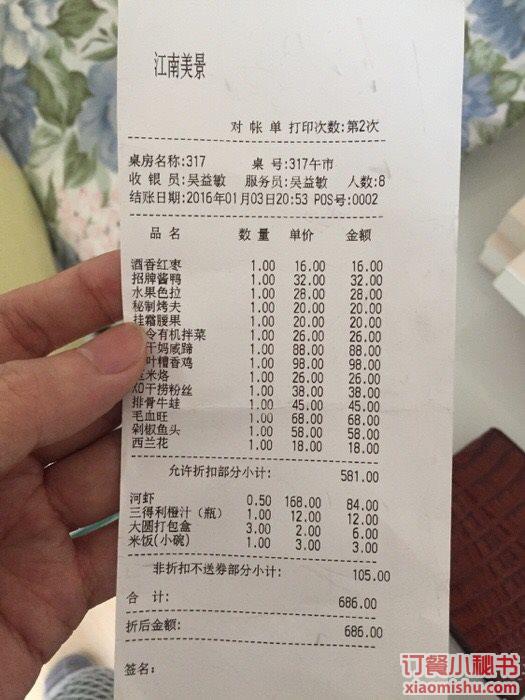 江南美景
对 帐 单 打印次数:第2次
桌房名称:317 桌 号:317午市
收 银 员:吴益敏 服务员:吴益敏 人数:8
结账日期:2016年01月03日20:53 POS号:0002
品 名 数 量 单价 金额
酒香红枣 1.00 16.00 16.00
招牌酱鸭 1.00 32.00 32.00
水果色拉 1.00 28.00 28.00
秘制烤夫 1.00 20.00 20.00
挂霜腰果 1.00 20.00 20.00
令有机拌菜 1.00 26.00 26.00
干妈咸蹄 1.00 88.00 88.00
叶糟香鸡 1.00 98.00 98.00
玉米烙 1.00 26.00 26.00
XO干捞粉丝 1.00 38.00 38.00
排骨牛蛙 1.00 45.00 45.00
毛血旺 1.00 68.00 68.00
剁椒鱼头 1.00 58.00 58.00
西兰花 1.00 18.00 18.00
允许折扣部分小计: 581.00
河虾 0.50 168.00 84.00
三得利橙汁（瓶） 1.00 12.00 12.00
大圆打包盒 3.00 2.00 6.00
米饭(小碗) 1.00 3.00 3.00
非折扣不送券部分小计: 105.00
合 计: 686.00
折后金额: 686.00
签名:
订餐小秘书
xiaomishu.com